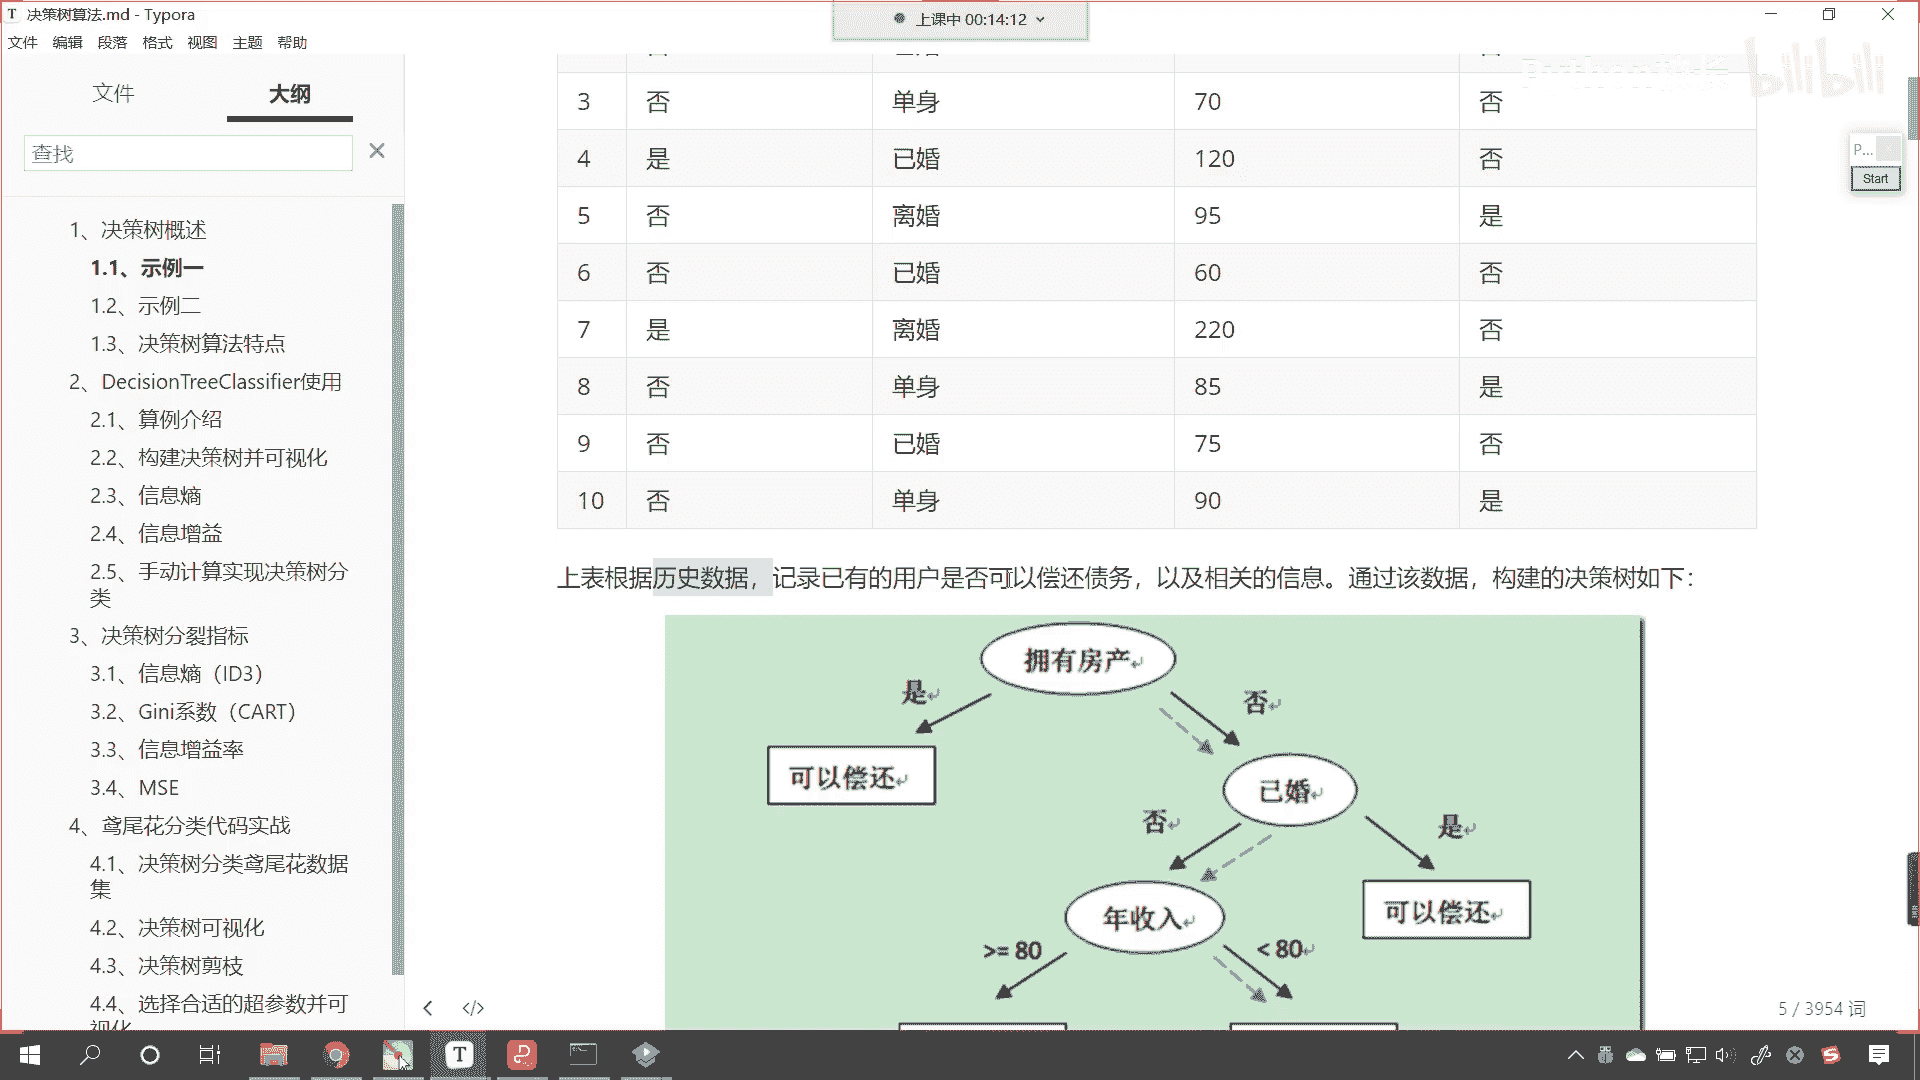 决策树算法.md - Typora
上课中 00:14:12
文件 编辑 段落 格式 视图 主题 帮助
bilibili
文件 大纲
查找
P...
Start
1、决策树概述
1.1、示例一
1.2、示例二
1.3、决策树算法特点
2、DecisionTreeClassifier使用
2.1、算例介绍
2.2、构建决策树并可视化
2.3、信息熵
2.4、信息增益
2.5、手动计算实现决策树分
类
3、决策树分裂指标
3.1、信息熵（ID3）
3.2、Gini系数（CART）
3.3、信息增益率
3.4、MSE
4、鸢尾花分类代码实战
4.1、决策树分类鸢尾花数据
集
4.2、决策树可视化
4.3、决策树剪枝
4.4、选择合适的超参数并可
视化
3 否 单身 70 否
4 是 已婚 120 否
5 否 离婚 95 是
6 否 已婚 60 否
7 是 离婚 220 否
8 否 单身 85 是
9 否 已婚 75 否
10 否 单身 90 是
上表根据历史数据，记录已有的用户是否可以偿还债务，以及相关的信息。通过该数据，构建的决策树如下：
拥有房产
是 否
可以偿还
已婚
否 是
年收入
可以偿还
>= 80 < 80
</> 5 / 3954 词